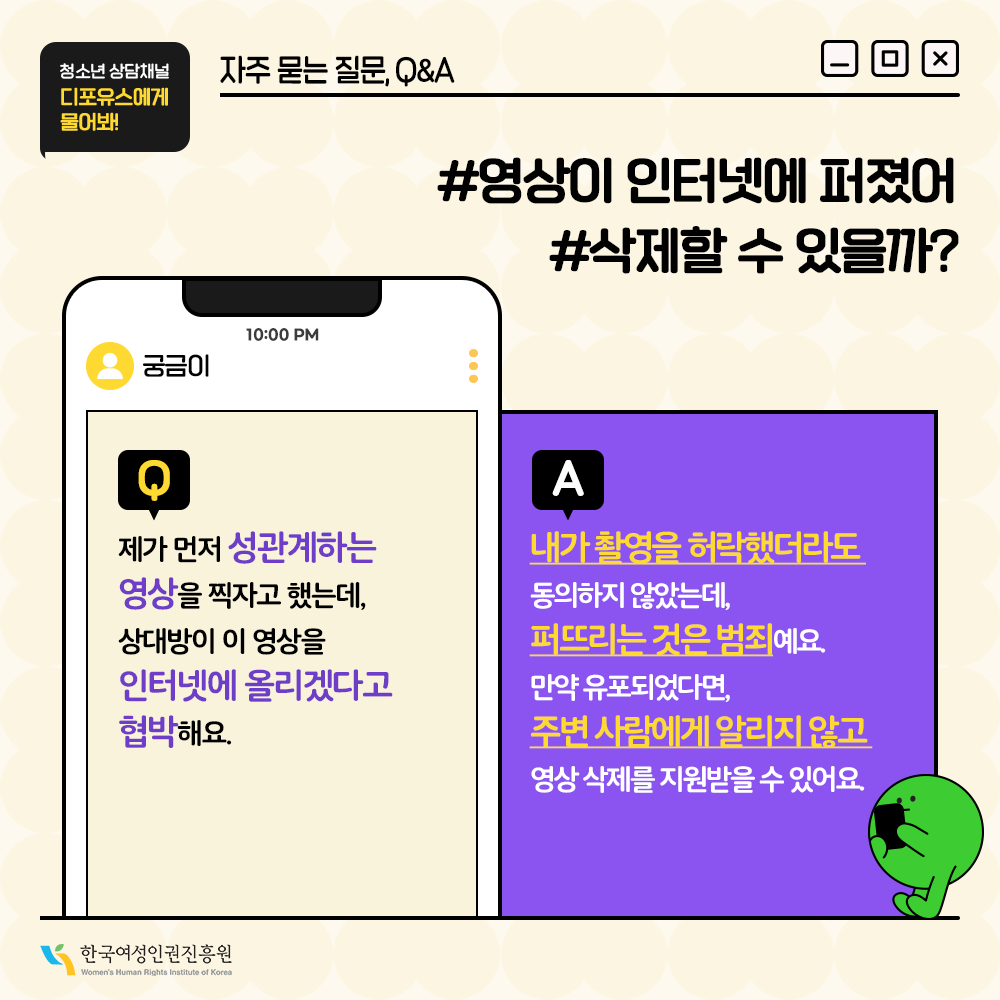 청소년 상담채널
디포유스에게
물어봐!
자주 묻는 질문, Q&A
#영상이 인터넷에 퍼졌어
#삭제할 수 있을까?
10:00 PM
궁금이
Q
제가 먼저 성관계하는
영상을 찍자고 했는데,
상대방이 이 영상을
인터넷에 올리겠다고
협박해요.
A
내가 촬영을 허락했더라도
동의하지 않았는데,
퍼뜨리는 것은 범죄예요.
만약 유포되었다면,
주변 사람에게 알리지 않고
영상 삭제를 지원받을 수 있어요.
한국여성인권진흥원
Women's Human Rights Institute of Korea